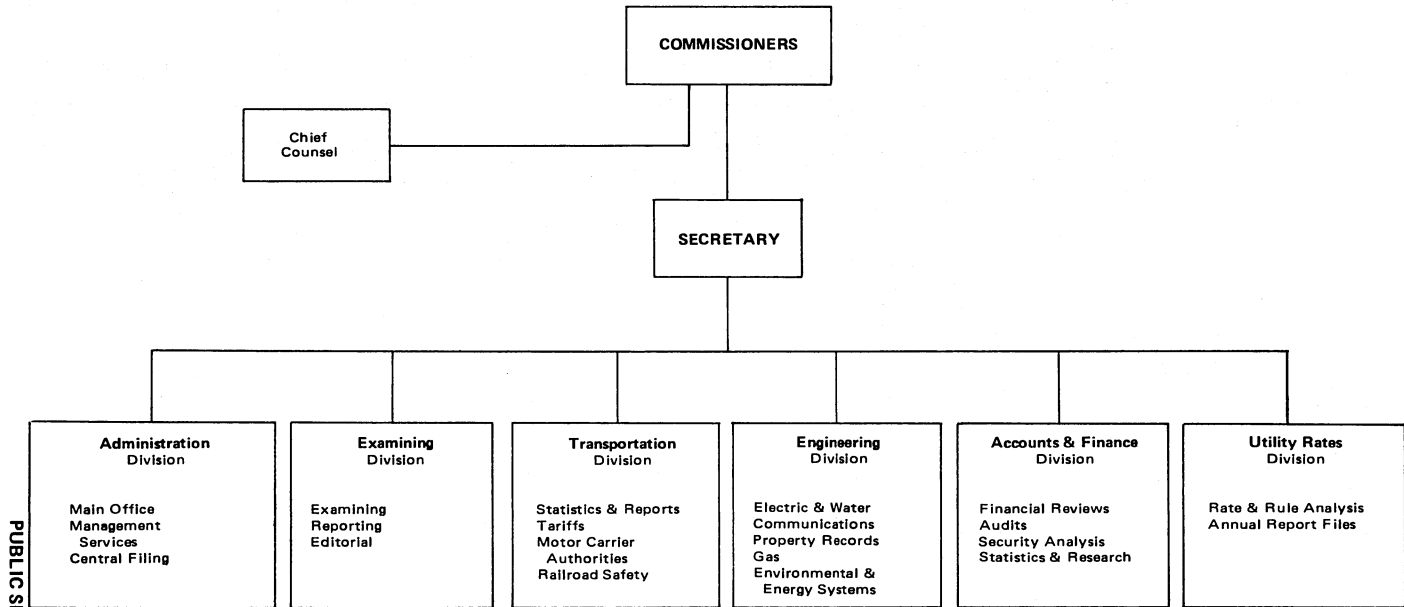 COMMISSIONERS
Chief
Counsel
SECRETARY
Administration
Division
Main Office
Management
Services
Central Filing
Examining
Division
Examining
Reporting
Editorial
Transportation
Division
Statistics & Reports
Tariffs
Motor Carrier
Authorities
Railroad Safety
Engineering
Division
Electric & Water
Communications
Property Records
Gas
Environmental &
Energy Systems
Accounts & Finance
Division
Financial Reviews
Audits
Security Analysis
Statistics & Research
Utility Rates
Division
Rate & Rule Analysis
Annual Report Files
PUBLIC